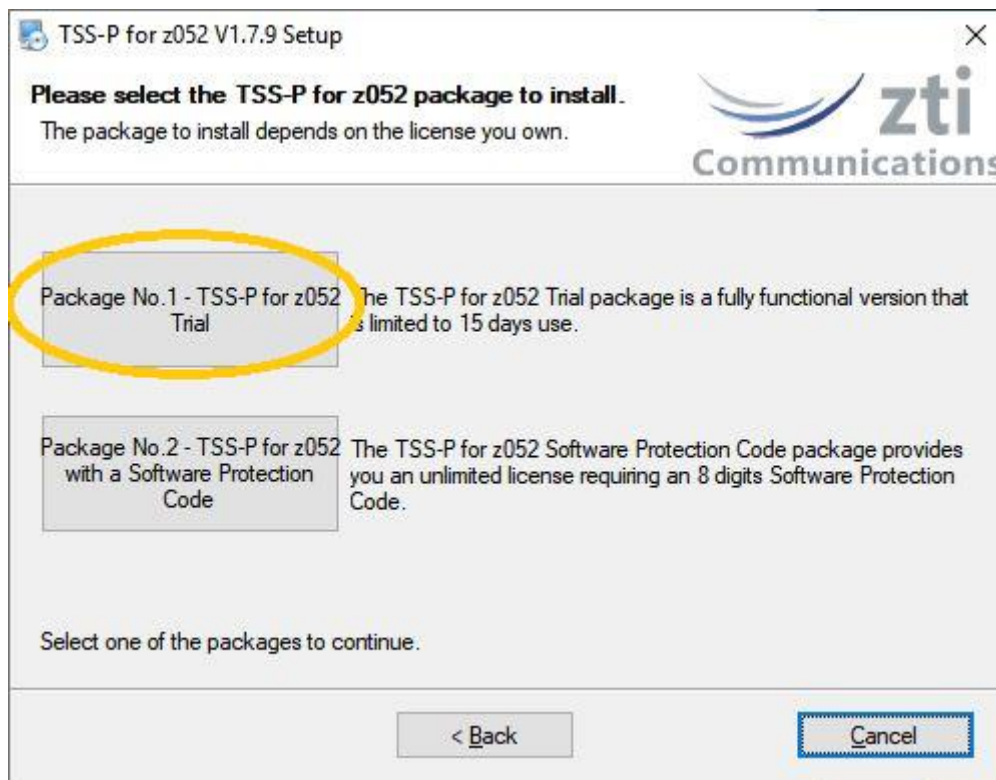 TSS-P for z052 V1.7.9 Setup
Please select the TSS-P for z052 package to install.
The package to install depends on the license you own.
zti
Communications
Package No.1 - TSS-P for z052
Trial
The TSS-P for z052 Trial package is a fully functional version that
is limited to 15 days use.
Package No.2 - TSS-P for z052
with a Software Protection
Code
The TSS-P for z052 Software Protection Code package provides
you an unlimited license requiring an 8 digits Software Protection
Code.
Select one of the packages to continue.
< Back
Cancel